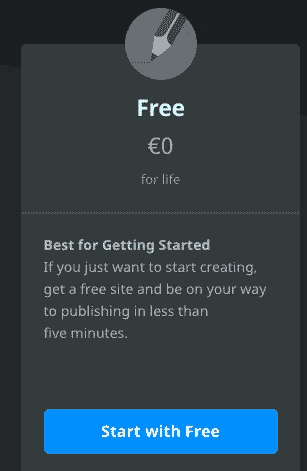 Free
€0
for life
Best for Getting Started
If you just want to start creating,
get a free site and be on your way
to publishing in less than
five minutes.
Start with Free